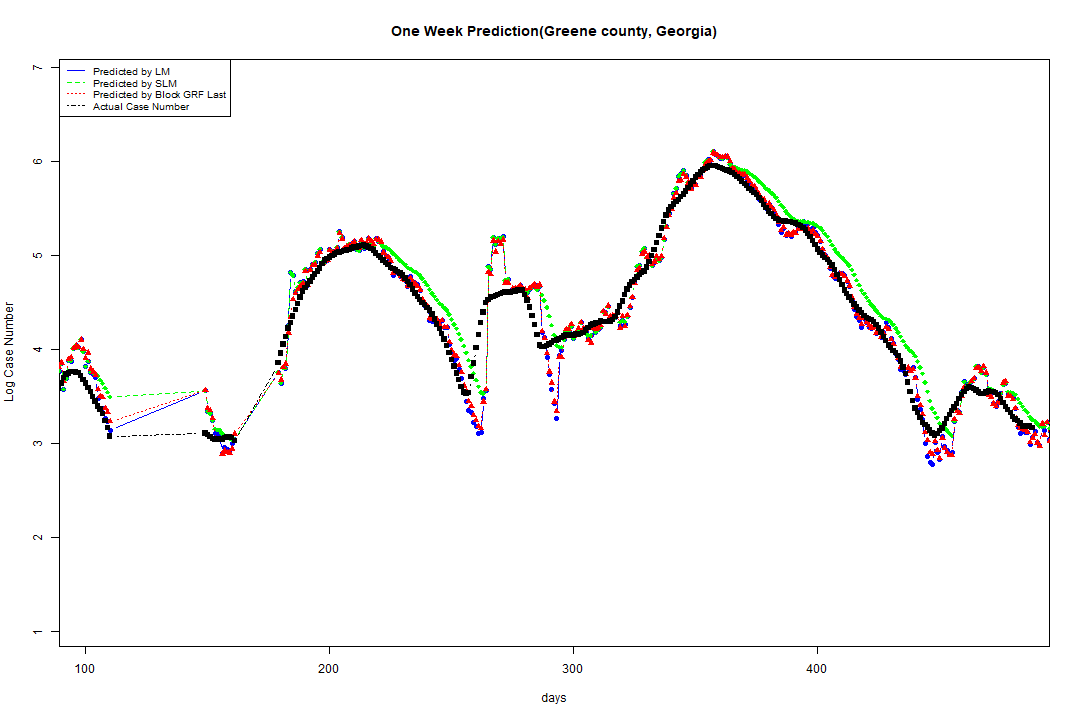 One Week Prediction(Greene county, Georgia)
Predicted by LM
Predicted by SLM
Predicted by Block GRF Last
Actual Case Number
Log Case Number
7
6
5
4
3
2
1
100 200 300 400
days